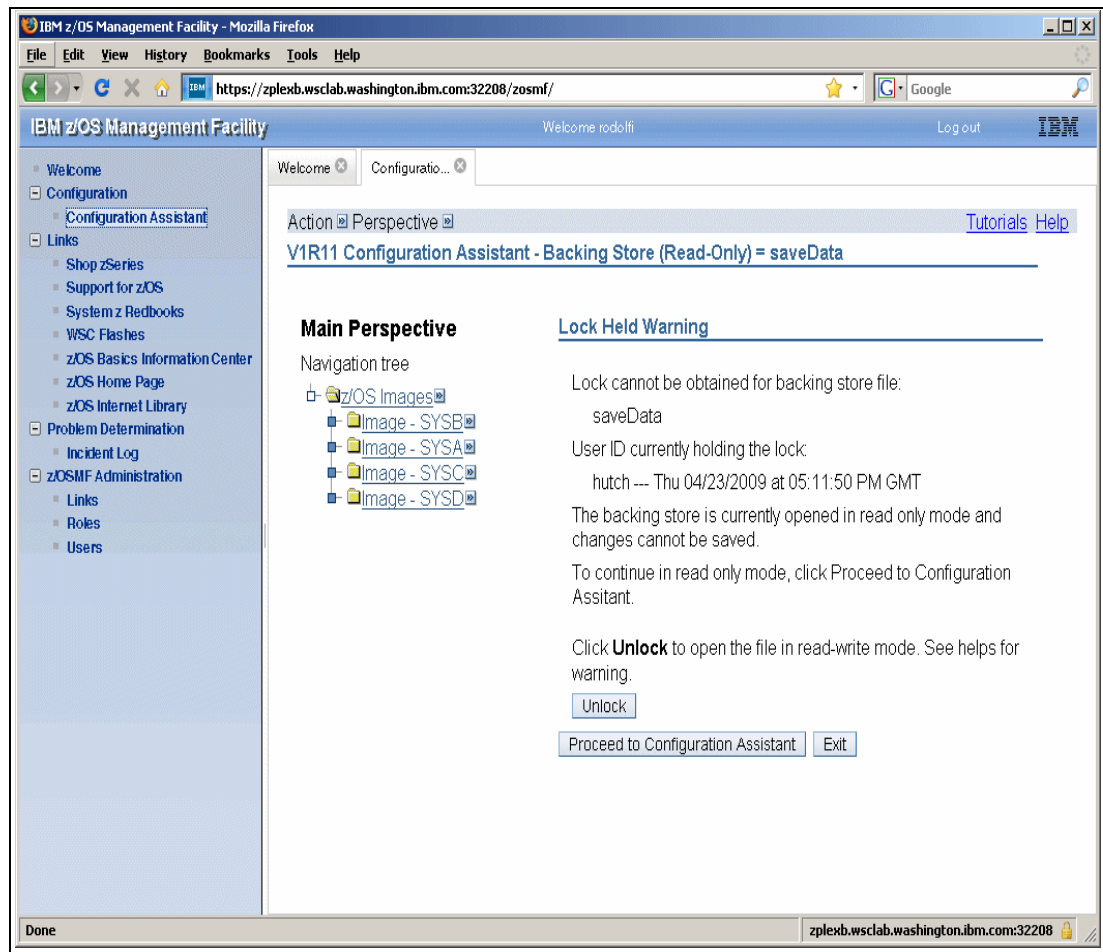 IBM z/OS Management Facility - Mozilla Firefox
File Edit View History Bookmarks Tools Help
IBM https://zplexb.wsclab.washington.ibm.com:32208/zosmf/ G Google
IBM z/OS Management Facility Welcome rodolfi Log out IBM
Welcome
Configuration
Configuration Assistant
Links
Shop zSeries
Support for z/OS
System z Redbooks
WSC Flashes
z/OS Basics Information Center
z/OS Home Page
z/OS Internet Library
Problem Determination
Incident Log
z/OSMF Administration
Links
Roles
Users
Welcome Configuratio...
Action Perspective Tutorials Help
V1R11 Configuration Assistant - Backing Store (Read-Only) = saveData
Main Perspective
Navigation tree
z/OS Images
Image - SYSB
Image - SYSA
Image - SYSC
Image - SYSD
Lock Held Warning
Lock cannot be obtained for backing store file:
saveData
User ID currently holding the lock:
hutch --- Thu 04/23/2009 at 05:11:50 PM GMT
The backing store is currently opened in read only mode and
changes cannot be saved.
To continue in read only mode, click Proceed to Configuration
Assitant.
Click Unlock to open the file in read-write mode. See helps for
warning.
Unlock
Proceed to Configuration Assistant Exit
Done zplexb.wsclab.washington.ibm.com:32208